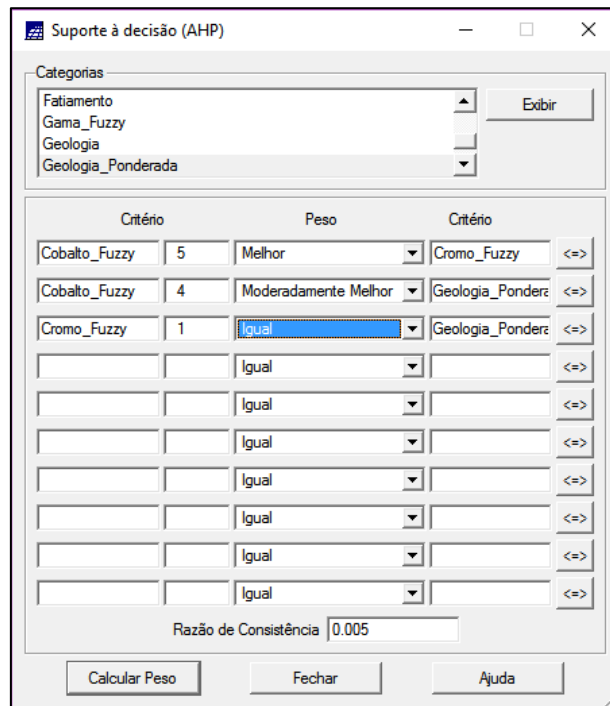 Suporte à decisão (AHP)
Categorias
Fatiamento
Gama_Fuzzy
Geologia
Geologia_Ponderada
Exibir
Critério Peso Critério
Cobalto_Fuzzy 5 Melhor Cromo_Fuzzy <=>
Cobalto_Fuzzy 4 Moderadamente Melhor Geologia_Pondera <=>
Cromo_Fuzzy 1 Igual Geologia_Pondera <=>
Igual <=>
Igual <=>
Igual <=>
Igual <=>
Igual <=>
Igual <=>
Igual <=>
Razão de Consistência 0.005
Calcular Peso Fechar Ajuda